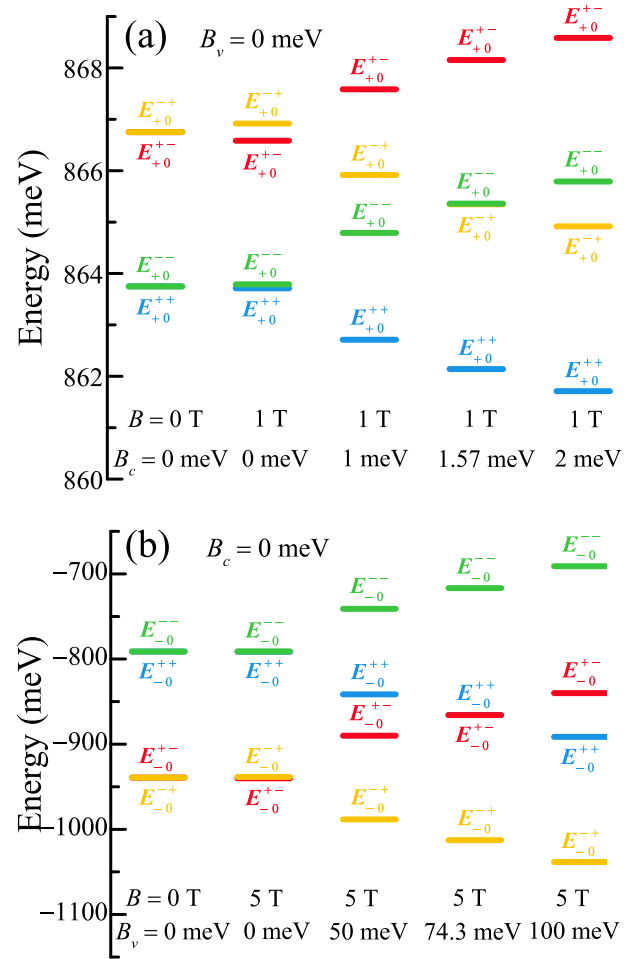 (a) B_v = 0 meV
E_{+0}^{+-}
E_{+0}^{+-}
E_{+0}^{+-}
868
E_{+0}^{-+} E_{+0}^{-+}
E_{+0}^{+-} E_{+0}^{+-} E_{+0}^{-+} E_{+0}^{--} E_{+0}^{--}
866
E_{+0}^{--} E_{+0}^{-+} E_{+0}^{-+}
E_{+0}^{--} E_{+0}^{--}
864
E_{+0}^{++} E_{+0}^{++} E_{+0}^{++} E_{+0}^{++} E_{+0}^{++}
862
Energy (meV)
B = 0 T 1 T 1 T 1 T 1 T
B_c = 0 meV 0 meV 1 meV 1.57 meV 2 meV
860
(b) B_c = 0 meV
E_{-0}^{--}
−700
E_{-0}^{--} E_{-0}^{--}
E_{-0}^{--} E_{-0}^{--}
−800
E_{-0}^{++} E_{-0}^{++} E_{-0}^{++} E_{-0}^{++} E_{-0}^{+-}
E_{-0}^{+-} E_{-0}^{+-} E_{-0}^{++}
−900
E_{-0}^{+-} E_{-0}^{-+}
E_{-0}^{-+} E_{-0}^{+-} E_{-0}^{-+} E_{-0}^{-+} E_{-0}^{-+}
−1000
Energy (meV)
B = 0 T 5 T 5 T 5 T 5 T
−1100
B_v = 0 meV 0 meV 50 meV 74.3 meV 100 meV